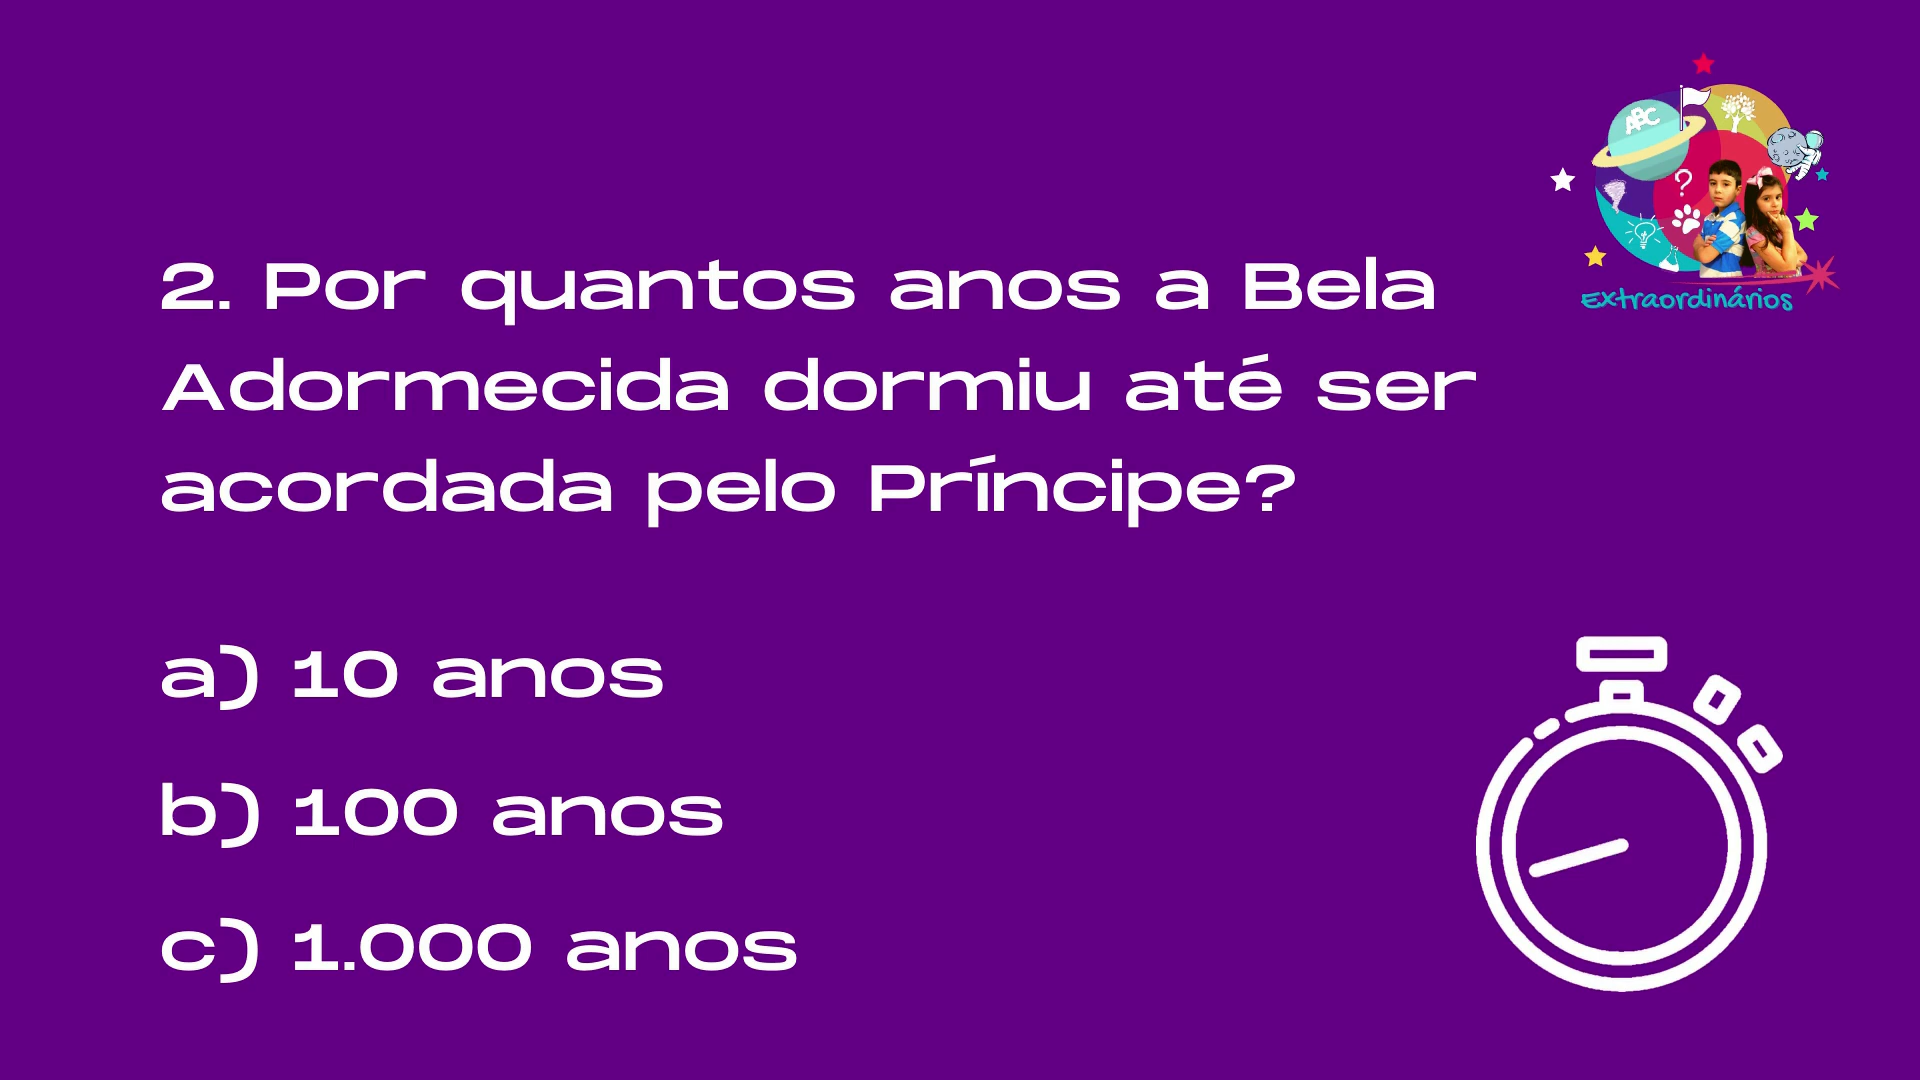 2. Por quantos anos a Bela
Adormecida dormiu até ser
acordada pelo Príncipe?
a) 10 anos
b) 100 anos
c) 1.000 anos
ABC
?
Extraordinários